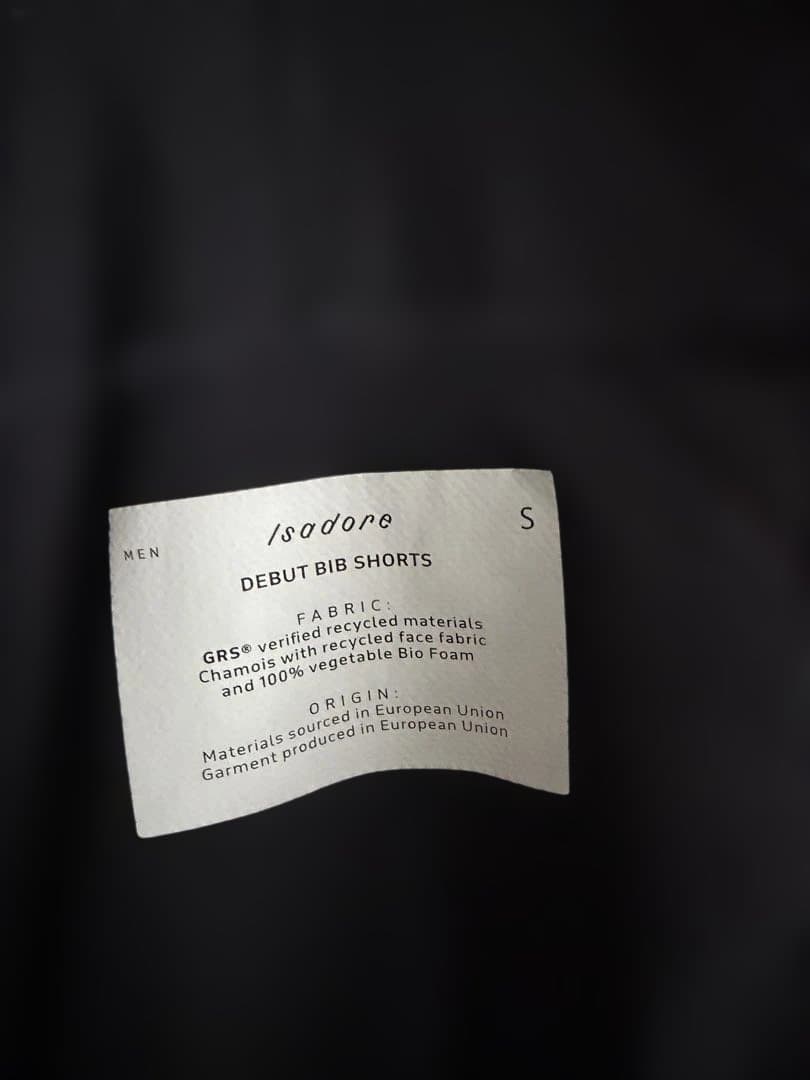 Isadore
MEN
S
DEBUT BIB SHORTS
FABRIC:
GRS® verified recycled materials
Chamois with recycled face fabric
and 100% vegetable Bio Foam
ORIGIN:
Materials sourced in European Union
Garment produced in European Union